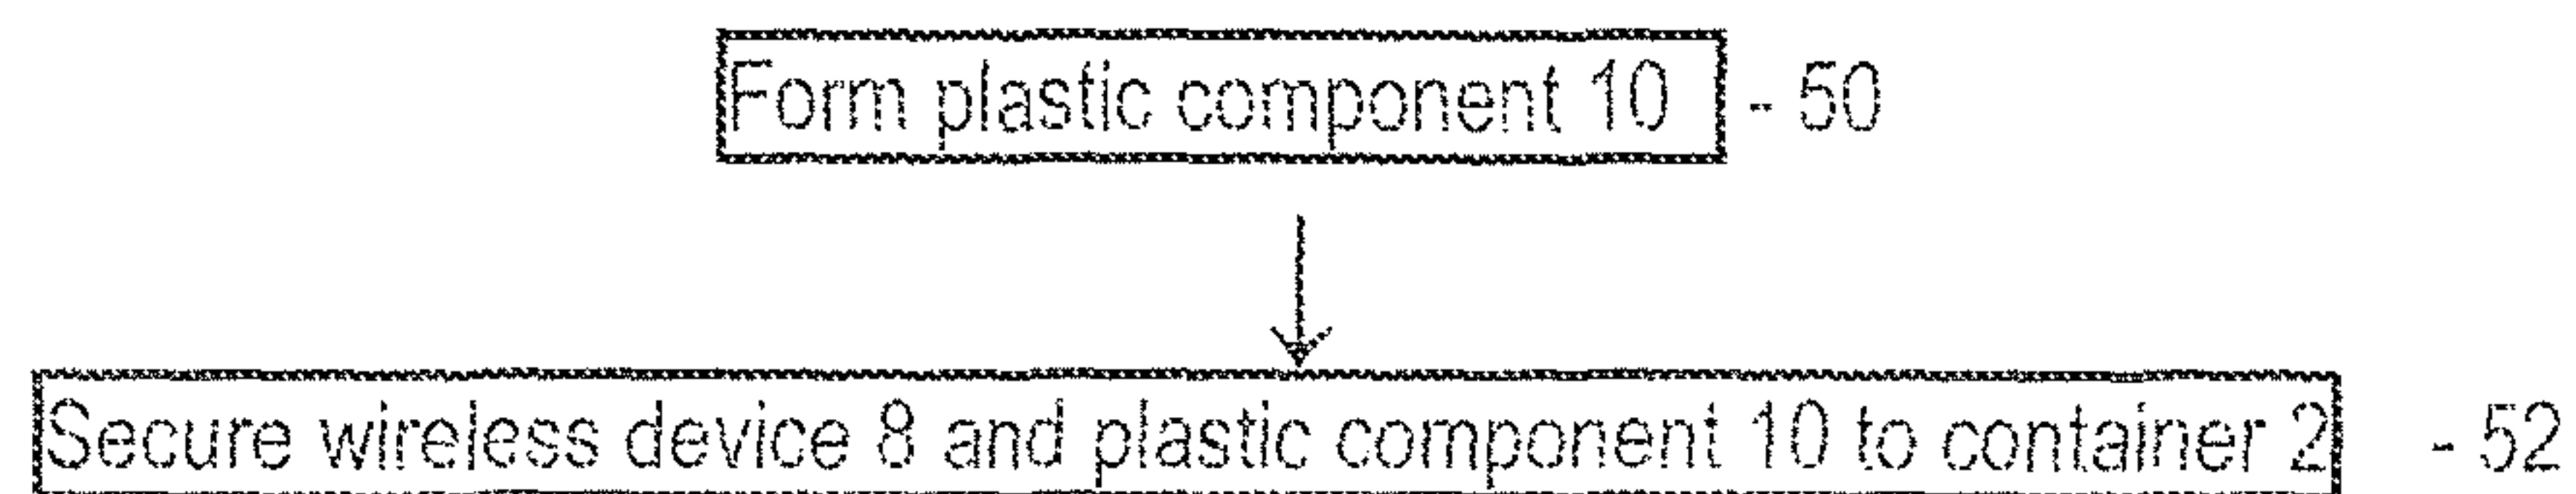 Form plastic component 10 - 50
Secure wireless device 8 and plastic component 10 to container 2 - 52